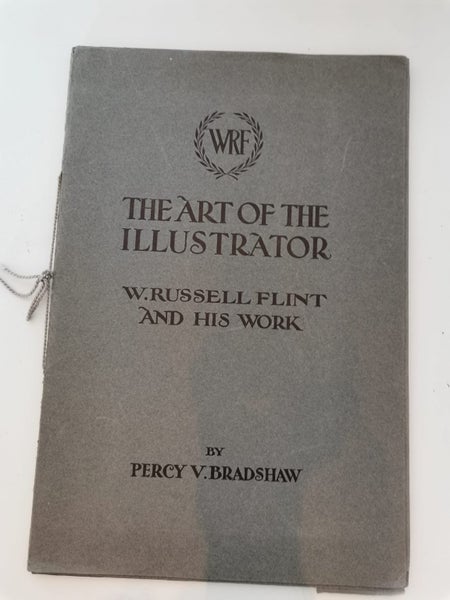 WRF
THE ART OF THE
ILLUSTRATOR
W. RUSSELL FLINT
AND HIS WORK
BY
PERCY V. BRADSHAW